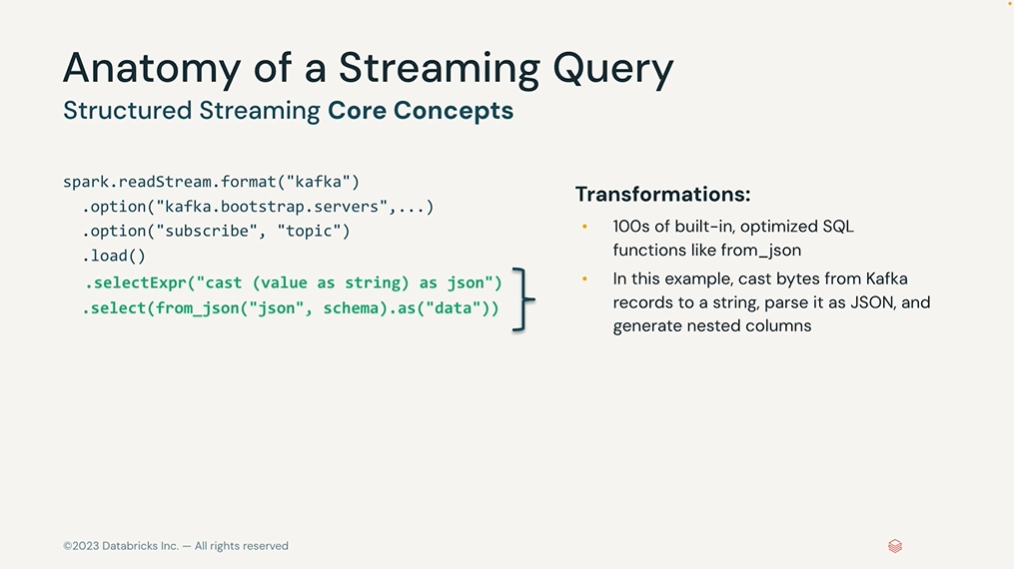 Anatomy of a Streaming Query
Structured Streaming Core Concepts
spark.readStream.format("kafka")
.option("kafka.bootstrap.servers",...)
.option("subscribe", "topic")
.load()
.selectExpr("cast (value as string) as json")
.select(from_json("json", schema).as("data"))
Transformations:
• 100s of built-in, optimized SQL
functions like from_json
• In this example, cast bytes from Kafka
records to a string, parse it as JSON, and
generate nested columns
©2023 Databricks Inc. — All rights reserved